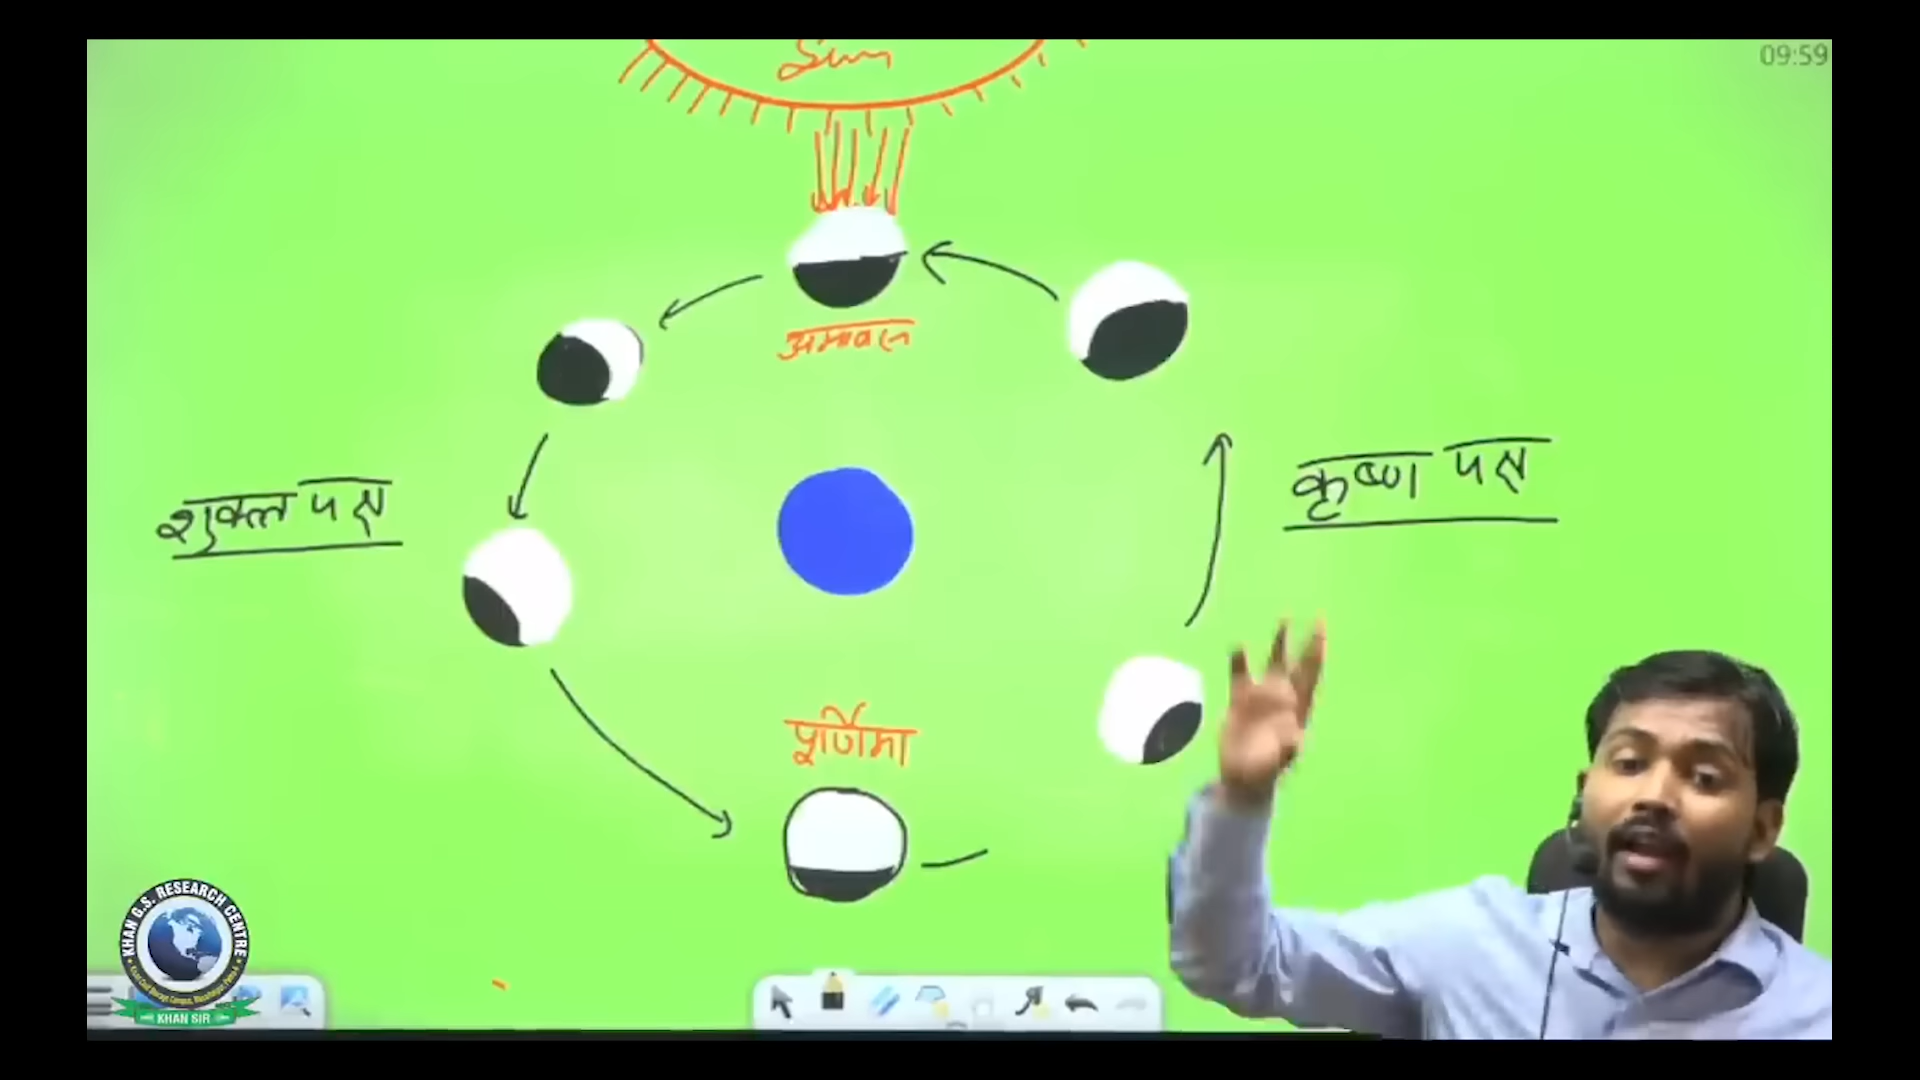 Sun
09:59
अमावस
कृष्ण पक्ष
शुक्ल पक्ष
पूर्णिमा
KHAN G.S. RESEARCH CENTRE
KHAN SIR